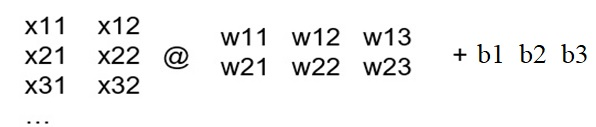 x11 x12
x21 x22
x31 x32
...
@
w11 w12 w13
w21 w22 w23
+ b1 b2 b3